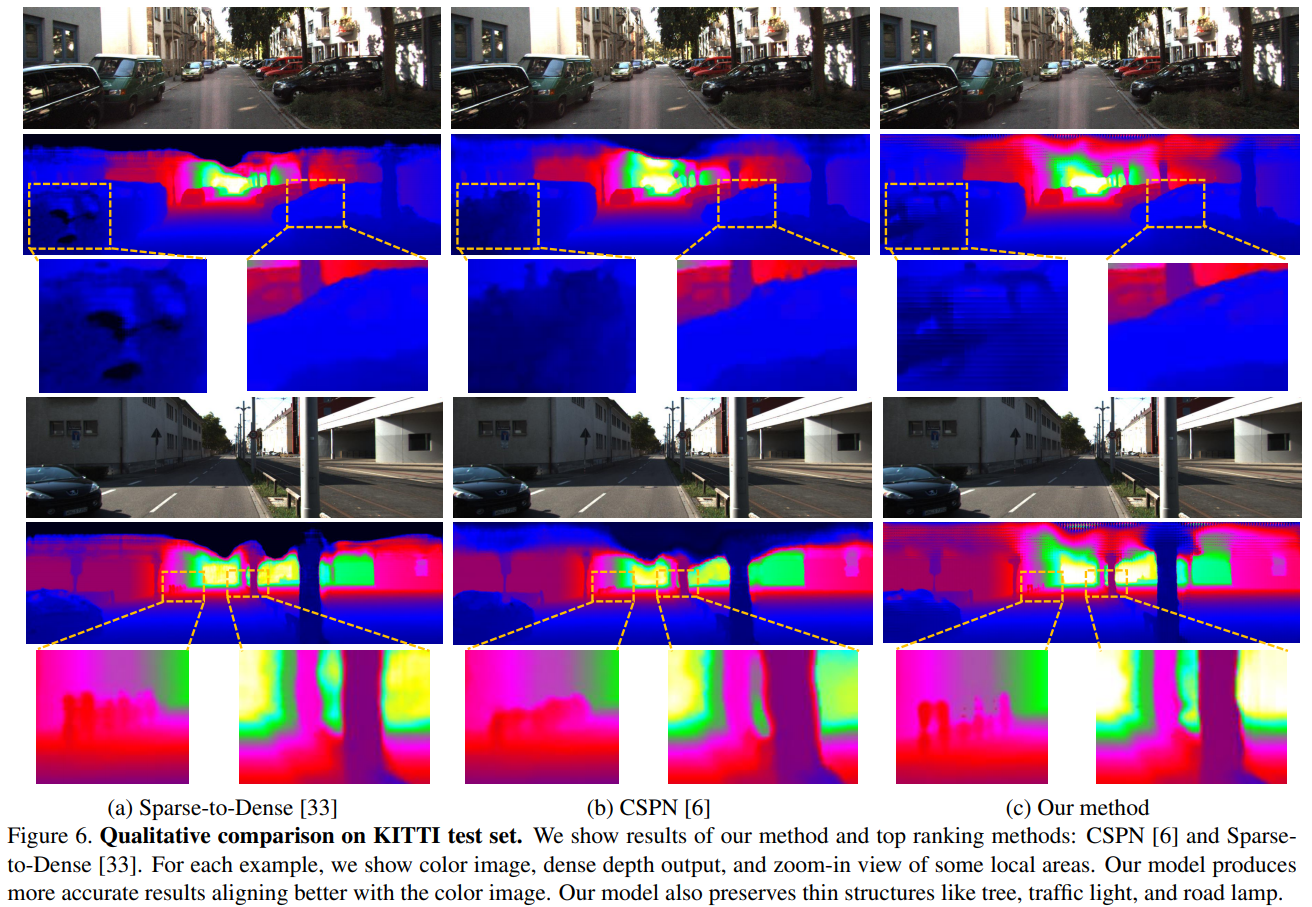 (a) Sparse-to-Dense [33] (b) CSPN [6] (c) Our method
Figure 6. Qualitative comparison on KITTI test set. We show results of our method and top ranking methods: CSPN [6] and Sparse-
to-Dense [33]. For each example, we show color image, dense depth output, and zoom-in view of some local areas. Our model produces
more accurate results aligning better with the color image. Our model also preserves thin structures like tree, traffic light, and road lamp.